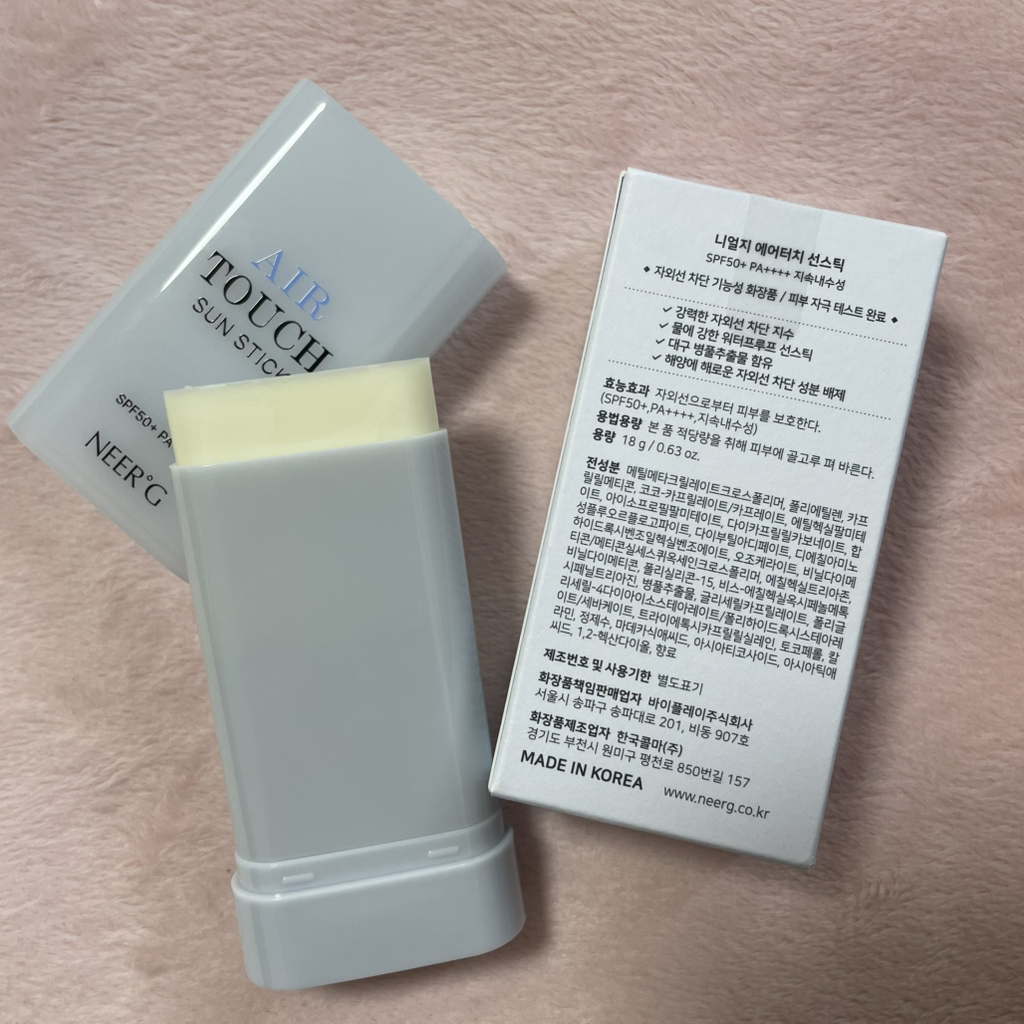 AIR
TOUCH
SUN STICK
SPF50+ PA
NEER°G
니얼지 에어터치 선스틱
SPF50+ PA++++ 지속내수성
◆ 자외선 차단 기능성 화장품 / 피부 자극 테스트 완료 ◆
✓ 강력한 자외선 차단 지수
✓ 물에 강한 워터프루프 선스틱
✓ 대구 병풀추출물 함유
✓ 해양에 해로운 자외선 차단 성분 배제
효능효과 자외선으로부터 피부를 보호한다.
(SPF50+,PA++++,지속내수성)
용법용량 본 품 적당량을 취해 피부에 골고루 펴 바른다.
용량 18 g / 0.63 oz.
전성분 메틸메타크릴레이트크로스폴리머, 폴리에틸렌, 카프
릴릴메티콘, 코코-카프릴레이트/카프레이트, 에틸헥실팔미테
이트, 아이소프로필팔미테이트, 다이카프릴릴카보네이트, 합
성플루오르플로고파이트, 다이부틸아디페이트, 디에칠아미노
하이드록시벤조일헥실벤조에이트, 오조케라이트, 비닐다이메
티콘/메티콘실세스퀴옥세인크로스폴리머, 에칠헥실트리아존,
비닐다이메티콘, 폴리실리콘-15, 비스-에칠헥실옥시페놀메톡
시페닐트리아진, 병풀추출물, 글리세릴카프릴레이트, 폴리글
리세릴-4다이아이소스테아레이트/폴리하이드록시스테아레
이트/세바케이트, 트라이에톡시카프릴릴실레인, 토코페롤, 칼
라민, 정제수, 마데카식애씨드, 아시아티코사이드, 아시아틱애
씨드, 1,2-헥산다이올, 향료
제조번호 및 사용기한 별도표기
화장품책임판매업자 바이플레이주식회사
서울시 송파구 송파대로 201, 비동 907호
화장품제조업자 한국콜마(주)
경기도 부천시 원미구 평천로 850번길 157
MADE IN KOREA www.neerg.co.kr